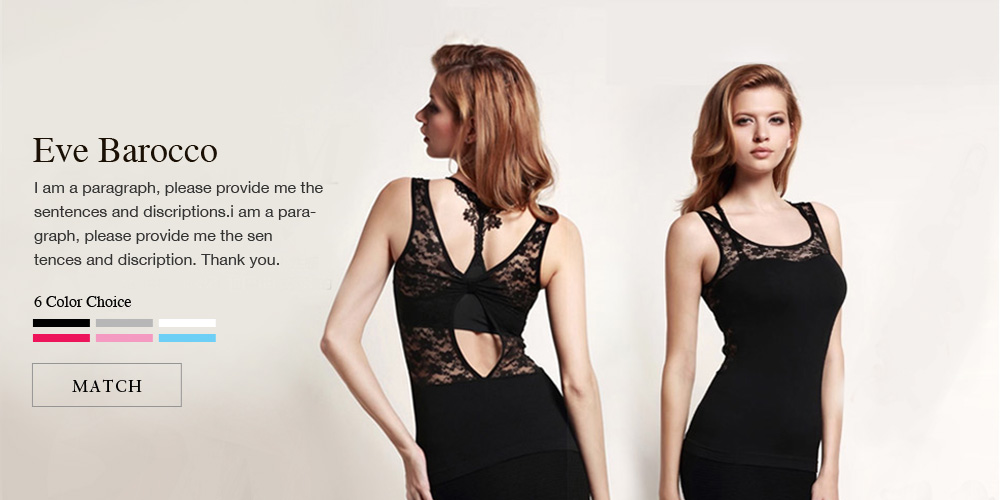 Eve Barocco
I am a paragraph, please provide me the
sentences and discriptions.i am a para-
graph, please provide me the sen
tences and discription. Thank you.
6 Color Choice
MATCH